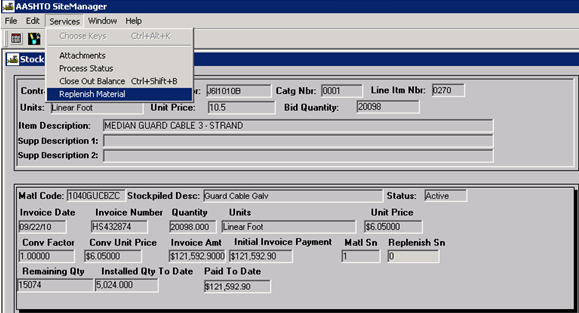 AASHTO SiteManager
File Edit Services Window Help
Choose Keys Ctrl+Alt+K
Attachments
Process Status
Close Out Balance Ctrl+Shift+B
Replenish Material
Stock
Contr r: J6I1010B Catg Nbr: 0001 Line Itm Nbr: 0270
Units: Linear Foot Unit Price: 10.5 Bid Quantity: 20098
Item Description: MEDIAN GUARD CABLE 3 - STRAND
Supp Description 1:
Supp Description 2:
Matl Code: 1040GUCBZC Stockpiled Desc: Guard Cable Galv Status: Active
Invoice Date Invoice Number Quantity Units Unit Price
09/22/10 HS432874 20098.000 Linear Foot $6.05000
Conv Factor Conv Unit Price Invoice Amt Initial Invoice Payment Matl Sn Replenish Sn
1.00000 $6.05000 $121,592.9000 $121,592.90 1 0
Remaining Qty Installed Qty To Date Paid To Date
15074 5,024.000 $121,592.90